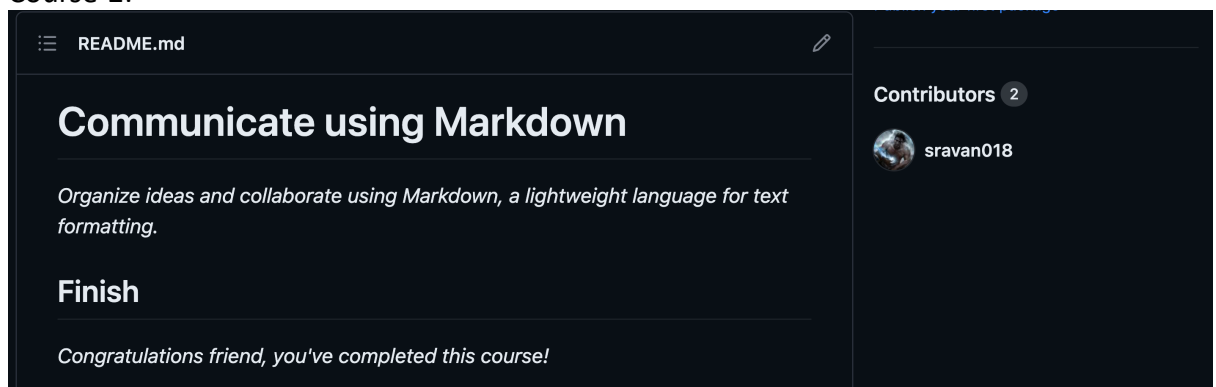 README.md
Communicate using Markdown
Organize ideas and collaborate using Markdown, a lightweight language for text
formatting.
Finish
Congratulations friend, you've completed this course!
Contributors 2
sravan018